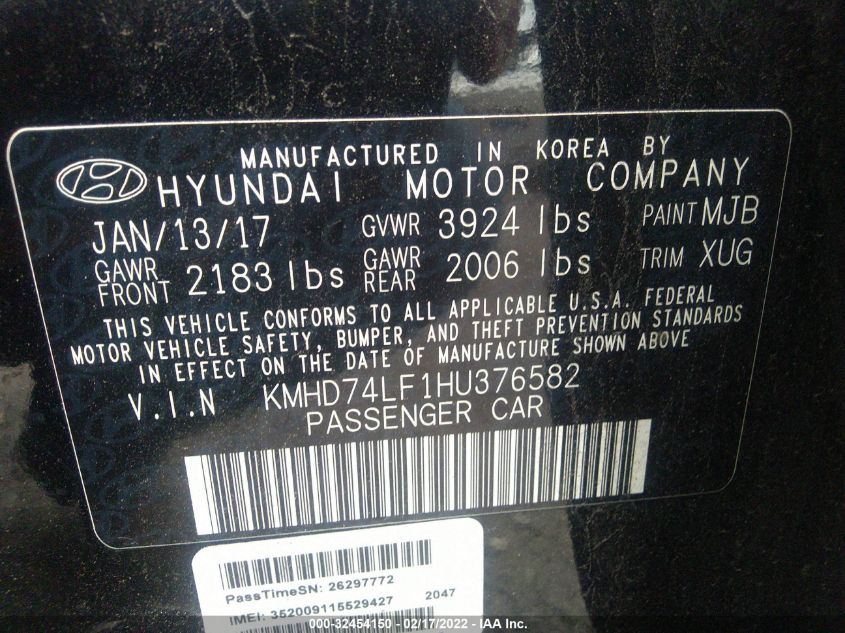 MANUFACTURED IN KOREA BY
HYUNDAI MOTOR COMPANY
JAN/13/17 GVWR 3924 lbs PAINT MJB
GAWR FRONT 2183 lbs GAWR REAR 2006 lbs TRIM XUG
THIS VEHICLE CONFORMS TO ALL APPLICABLE U.S.A. FEDERAL
MOTOR VEHICLE SAFETY, BUMPER, AND THEFT PREVENTION STANDARDS
IN EFFECT ON THE DATE OF MANUFACTURE SHOWN ABOVE
V.I.N KMHD74LF1HU376582
PASSENGER CAR
PassTimeSN: 26297772
IMEI: 352009115529427 2047
000-32454150 - 02/17/2022 - IAA Inc.